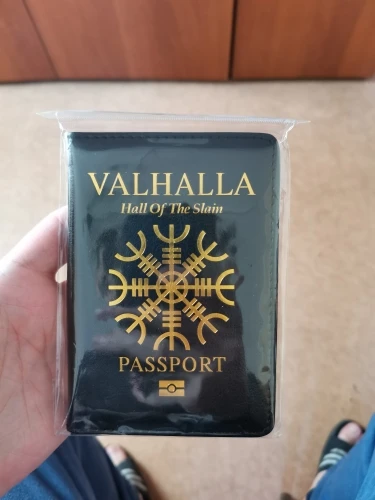 VALHALLA
Hall Of The Slain
PASSPORT